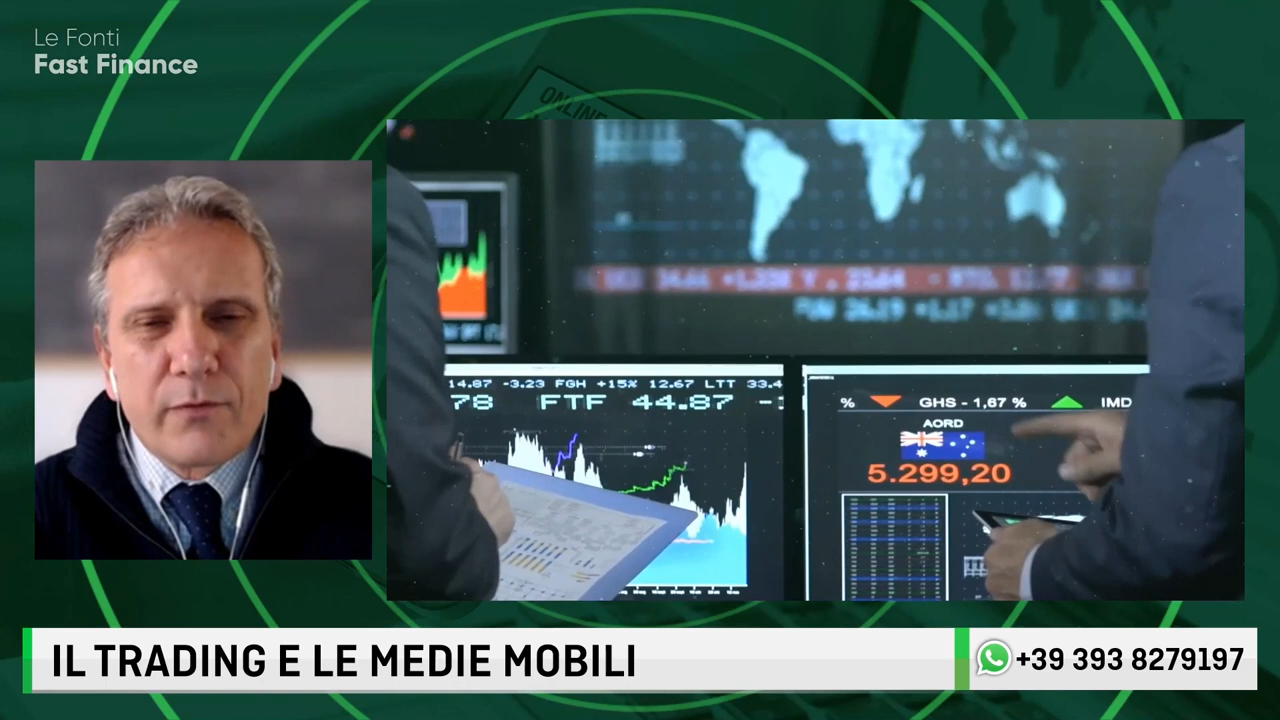 Le Fonti
Fast Finance
ONLINE
14.87 -3.23 FGH +15% 12.67 LTT 33.4
78 FTF 44.87
% GHS - 1,67 % IMD
AORD
5.299,20
IL TRADING E LE MEDIE MOBILI
+39 393 8279197